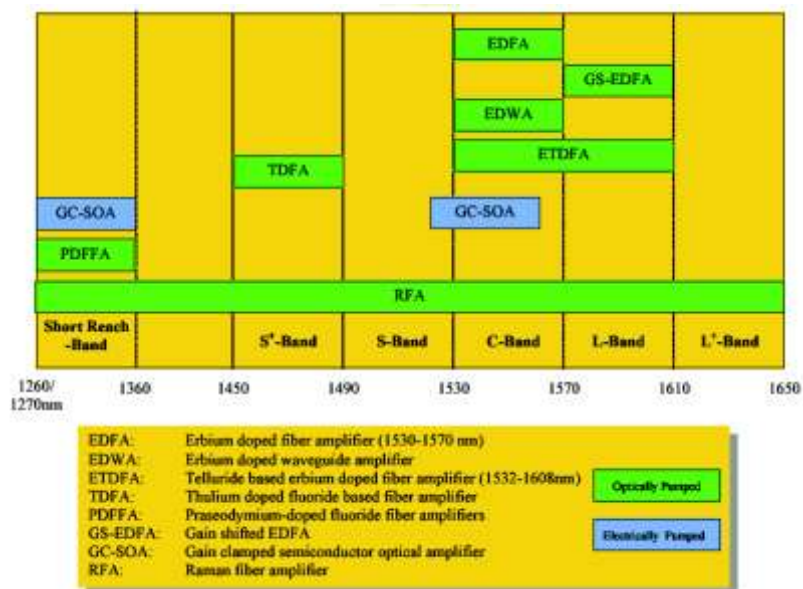 EDFA
GS-EDFA
EDWA
ETDFA
TDFA
GC-SOA
GC-SOA
PDFFA
RFA
Short Reach
-Band
S⁺-Band
S-Band
C-Band
L-Band
L⁺-Band
1260/
1270nm
1360
1450
1490
1530
1570
1610
1650
EDFA: Erbium doped fiber amplifier (1530-1570 nm)
EDWA: Erbium doped waveguide amplifier
ETDFA: Telluride based erbium doped fiber amplifier (1532-1608nm)
TDFA: Thulium doped fluoride based fiber amplifier
PDFFA: Praseodymium-doped fluoride fiber amplifiers
GS-EDFA: Gain shifted EDFA
GC-SOA: Gain clamped semiconductor optical amplifier
RFA: Raman fiber amplifier
Optically Pumped
Electrically Pumped